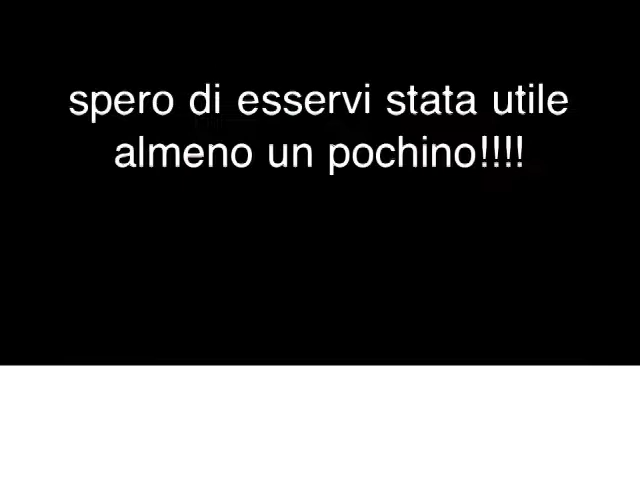 spero di esservi stata utile
almeno un pochino!!!!